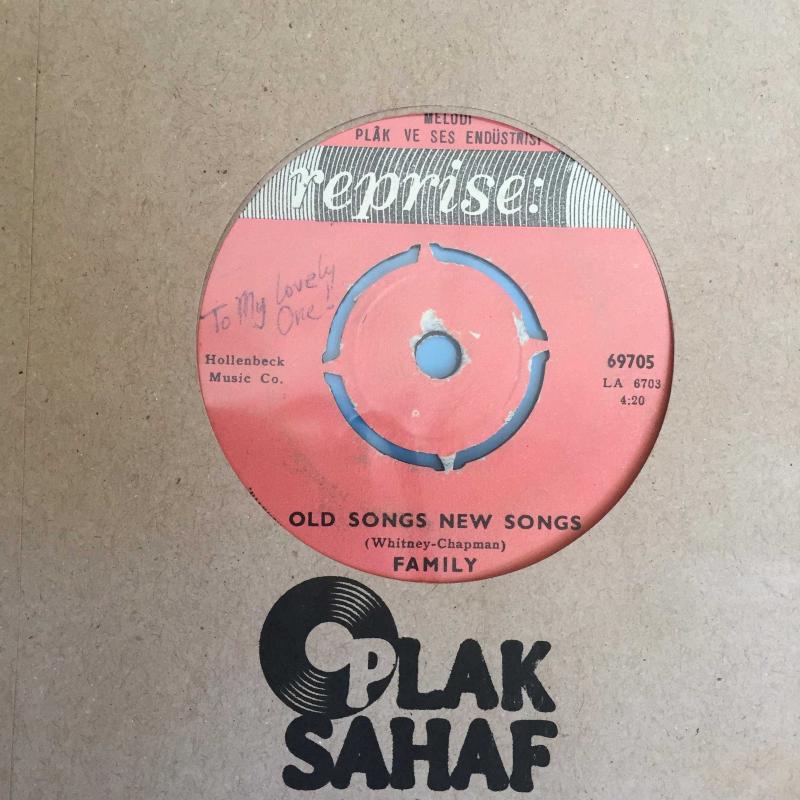 MELODİ
PLÂK VE SES ENDÜSTRİSİ
reprise:
To My Lovely
One!
Hollenbeck
Music Co.
69705
LA 6703
4:20
OLD SONGS NEW SONGS
(Whitney-Chapman)
FAMILY
PLAK
SAHAF